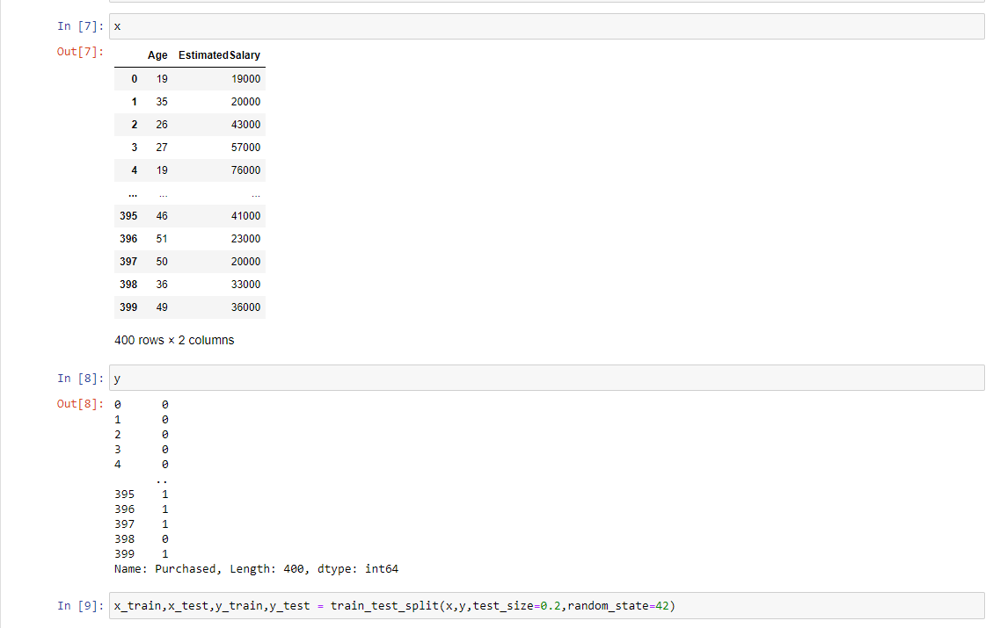 In [7]: x
Out[7]:
Age EstimatedSalary
0 19 19000
1 35 20000
2 26 43000
3 27 57000
4 19 76000
... ... ...
395 46 41000
396 51 23000
397 50 20000
398 36 33000
399 49 36000
400 rows × 2 columns
In [8]: y
Out[8]: 0 0
1 0
2 0
3 0
4 0
..
395 1
396 1
397 1
398 0
399 1
Name: Purchased, Length: 400, dtype: int64
In [9]: x_train,x_test,y_train,y_test = train_test_split(x,y,test_size=0.2,random_state=42)